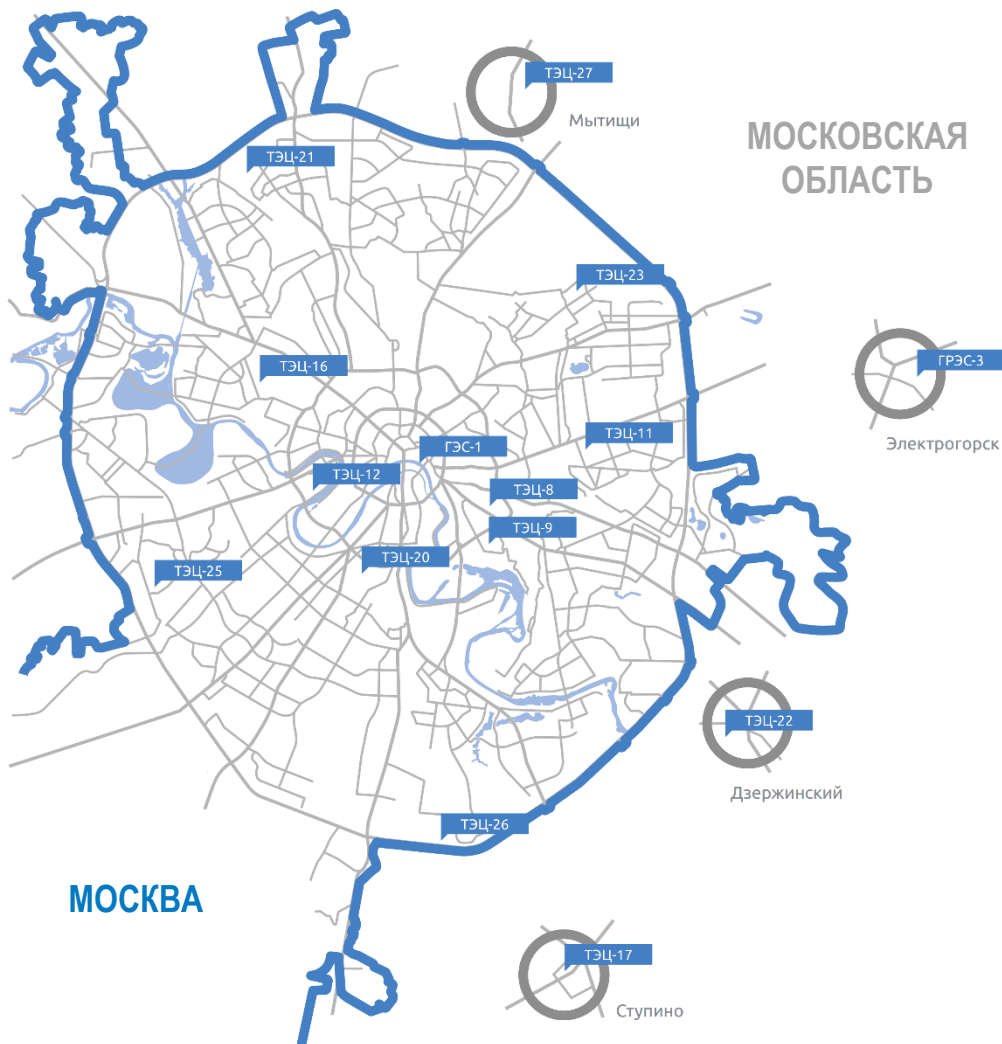 ТЭЦ-27
Мытищи
МОСКОВСКАЯ
ОБЛАСТЬ
ТЭЦ-21
ТЭЦ-23
ТЭЦ-16
ГРЭС-3
Электрогорск
ТЭЦ-11
ГЭС-1
ТЭЦ-12
ТЭЦ-8
ТЭЦ-9
ТЭЦ-20
ТЭЦ-25
ТЭЦ-22
Дзержинский
ТЭЦ-26
МОСКВА
ТЭЦ-17
Ступино